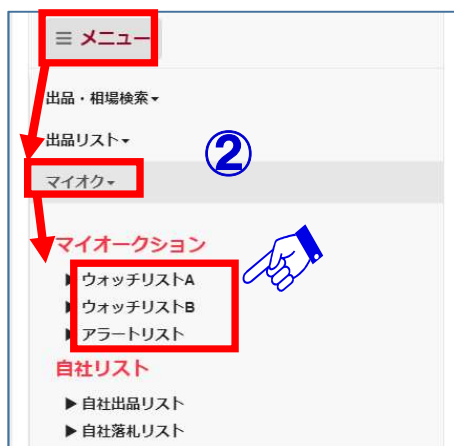 ≡ メニュー
出品・相場検索▾
出品リスト▾
②
マイオク▾
マイオークション
▶ ウォッチリストA
▶ ウォッチリストB
▶ アラートリスト
自社リスト
▶ 自社出品リスト
▶ 自社落札リスト